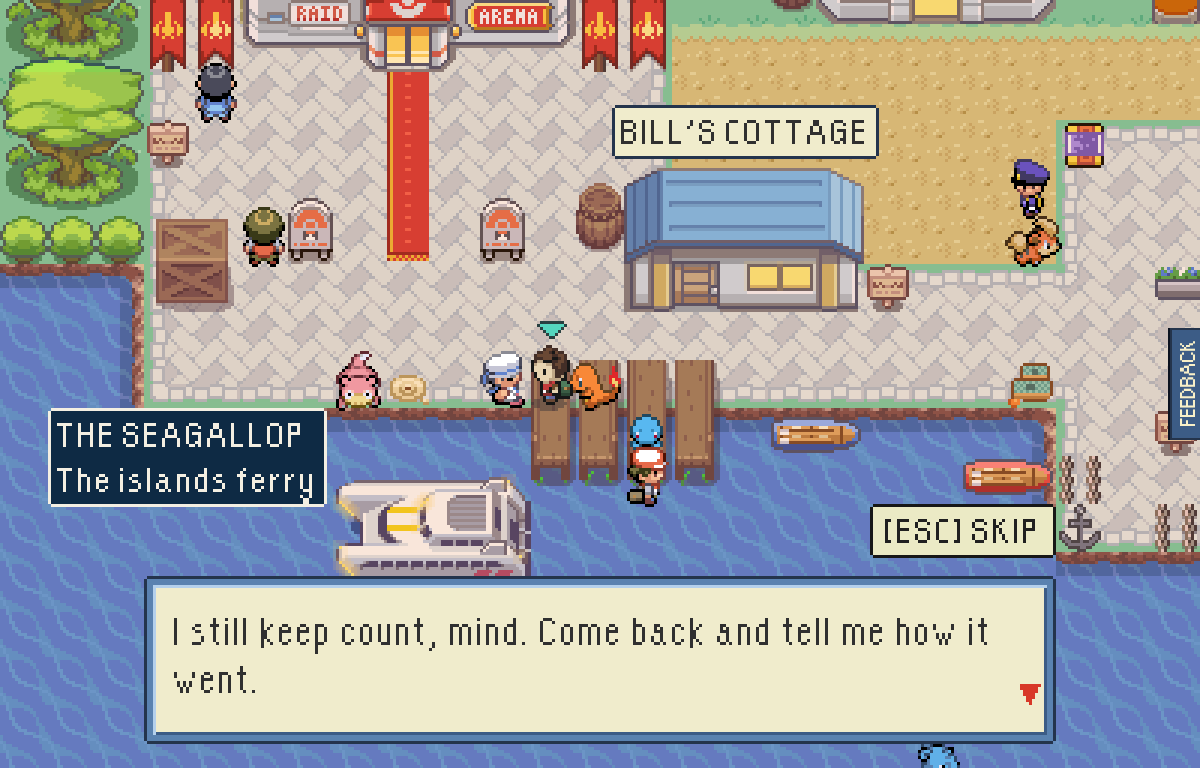 RAID
ARENA
BILL'S COTTAGE
FEEDBACK
THE SEAGALLOP
The islands ferry
[ESC] SKIP
I still keep count, mind. Come back and tell me how it
went.